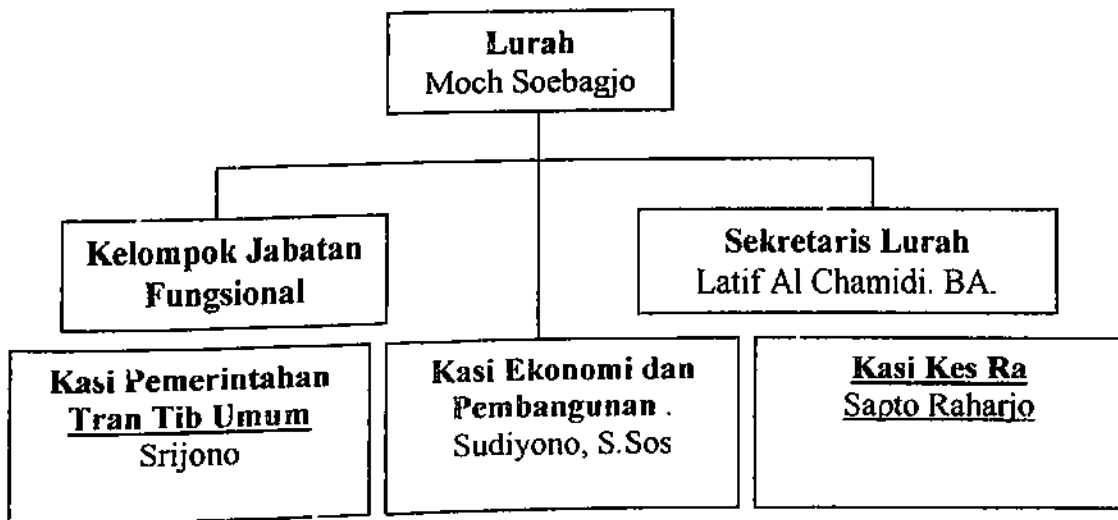 Lurah
Moch Soebagjo
Kelompok Jabatan
Fungsional
Sekretaris Lurah
Latif Al Chamidi. BA.
Kasi Pemerintahan
Tran Tib Umum
Srijono
Kasi Ekonomi dan
Pembangunan .
Sudiyono, S.Sos
Kasi Kes Ra
Sapto Raharjo